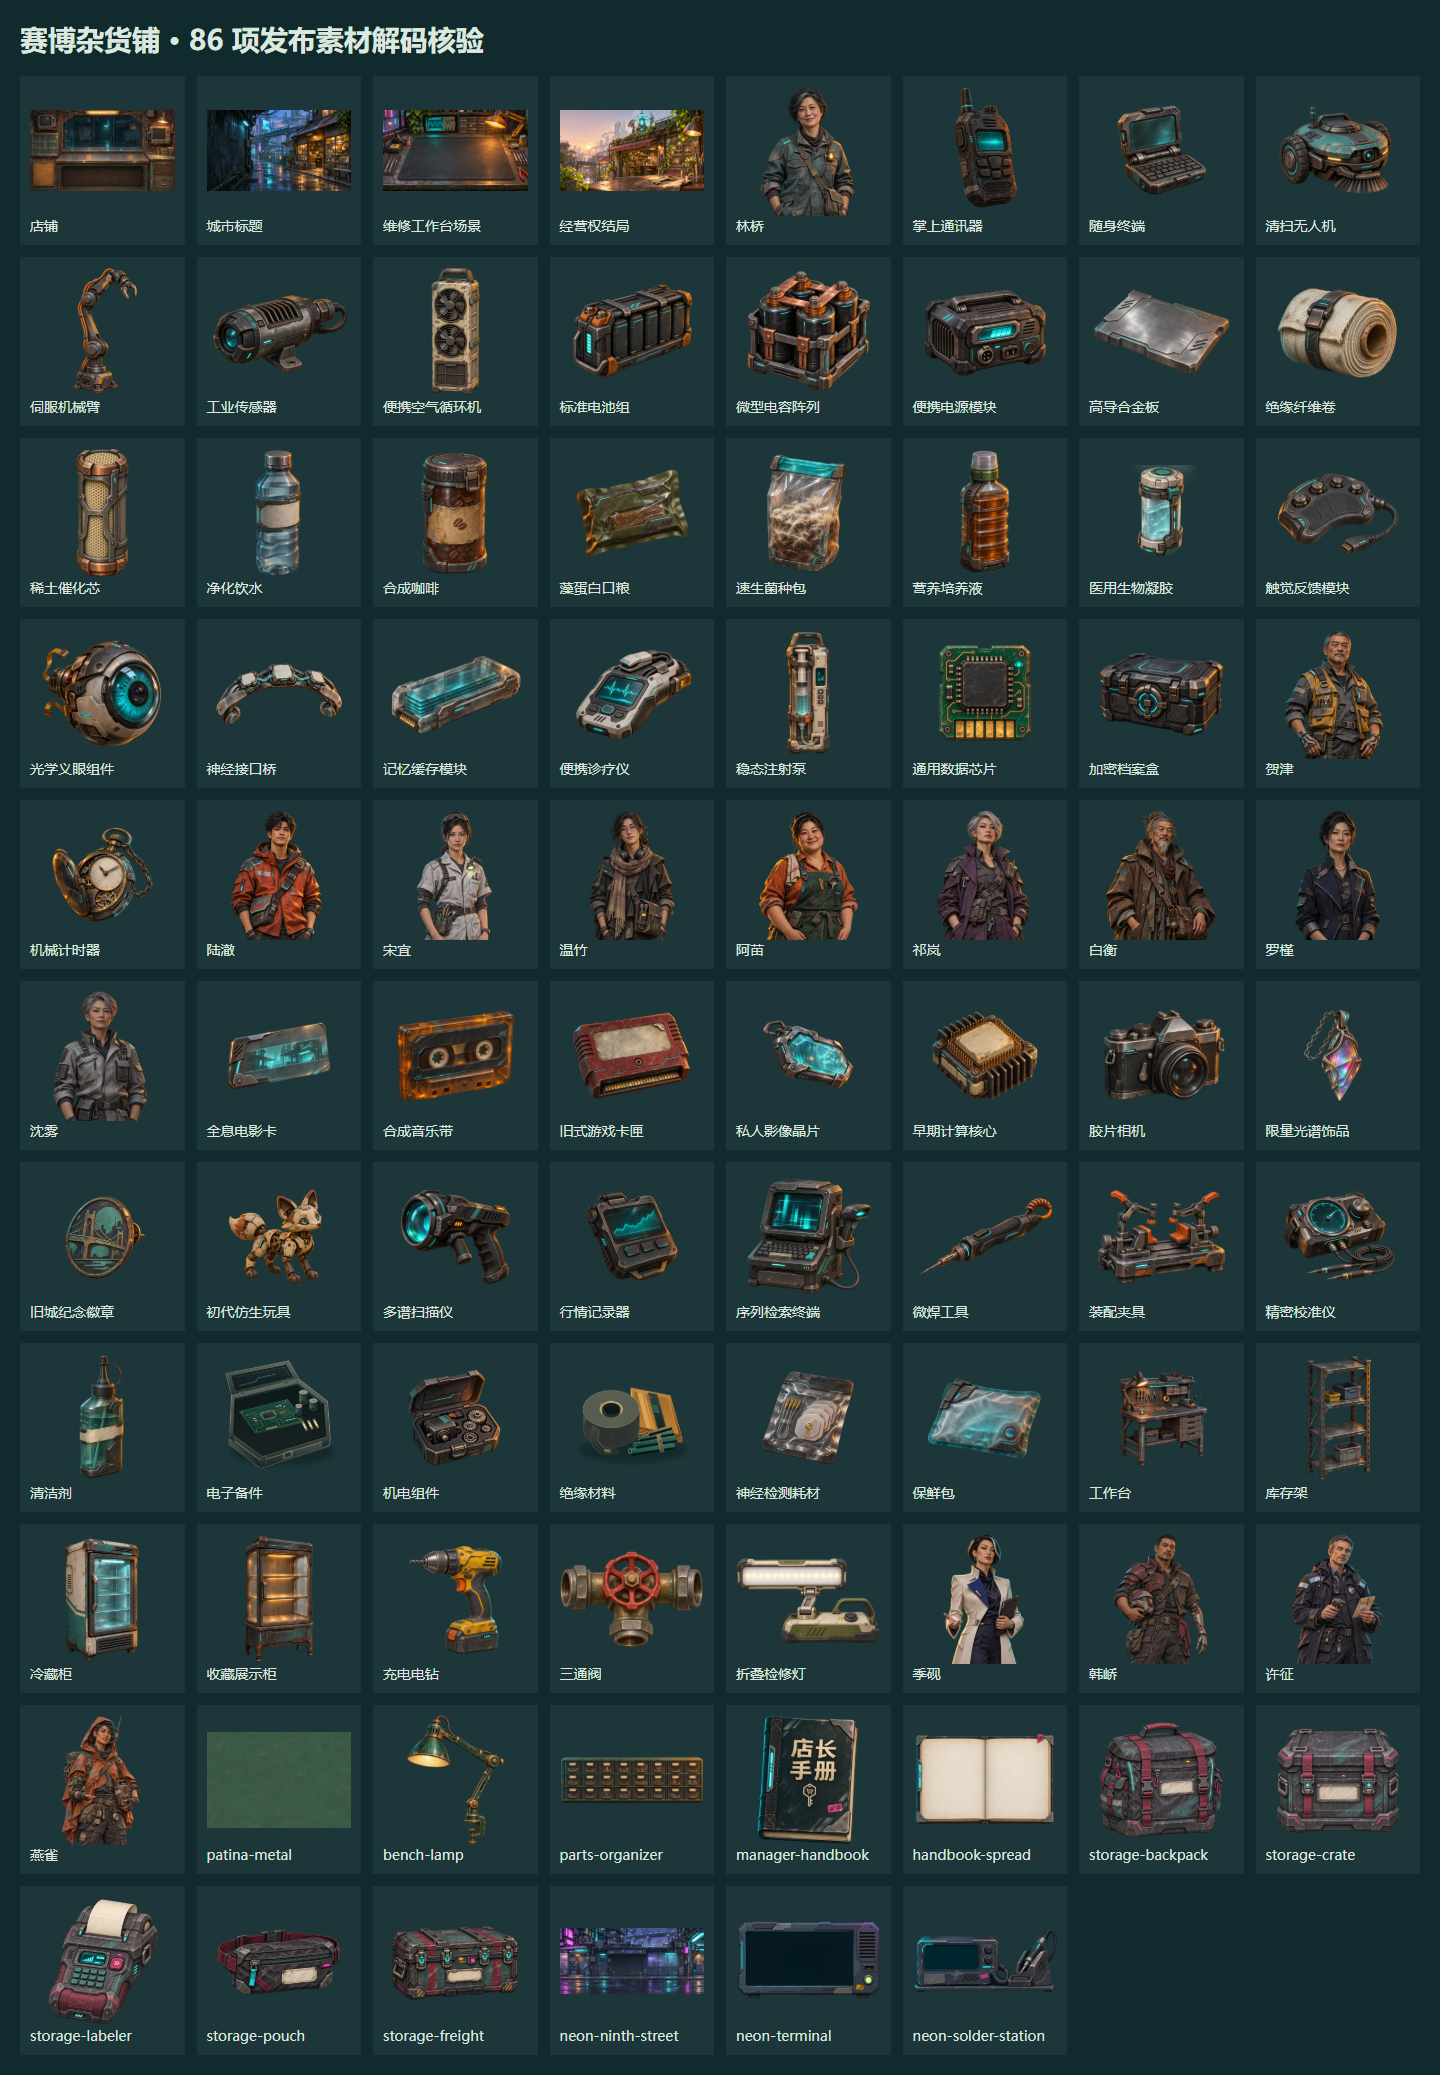 赛博杂货铺 • 86 项发布素材解码核验
店铺
城市标题
维修工作台场景
经营权结局
林桥
掌上通讯器
随身终端
清扫无人机
伺服机械臂
工业传感器
便携空气循环机
标准电池组
微型电容阵列
便携电源模块
高导合金板
绝缘纤维卷
稀土催化芯
净化饮水
合成咖啡
藻蛋白口粮
速生菌种包
营养培养液
医用生物凝胶
触觉反馈模块
光学义眼组件
神经接口桥
记忆缓存模块
便携诊疗仪
稳态注射泵
通用数据芯片
加密档案盒
贺津
机械计时器
陆澈
宋宜
温竹
阿苗
祁岚
白衡
罗槿
沈雾
全息电影卡
合成音乐带
旧式游戏卡匣
私人影像晶片
早期计算核心
胶片相机
限量光谱饰品
旧城纪念徽章
初代仿生玩具
多谱扫描仪
行情记录器
序列检索终端
微焊工具
装配夹具
精密校准仪
清洁剂
电子备件
机电组件
绝缘材料
神经检测耗材
保鲜包
工作台
库存架
冷藏柜
收藏展示柜
充电电钻
三通阀
折叠检修灯
季砚
韩峤
许征
燕雀
patina-metal
bench-lamp
parts-organizer
店长
手册
manager-handbook
handbook-spread
storage-backpack
storage-crate
storage-labeler
storage-pouch
storage-freight
neon-ninth-street
neon-terminal
neon-solder-station